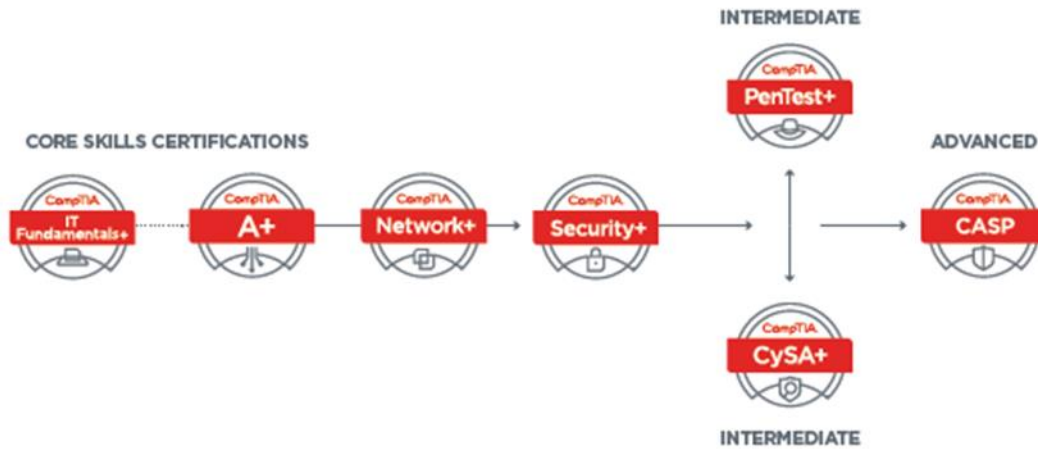 INTERMEDIATE
CompTIA
PenTest+
CORE SKILLS CERTIFICATIONS
ADVANCED
CompTIA
IT
Fundamentals+
CompTIA
A+
CompTIA
Network+
CompTIA
Security+
CompTIA
CASP
CompTIA
CySA+
INTERMEDIATE